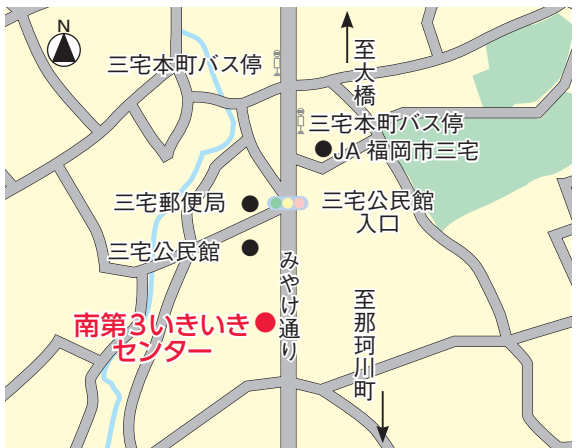 N
三宅本町バス停
至大橋
三宅本町バス停
JA福岡市三宅
三宅郵便局
三宅公民館
入口
三宅公民館
みやけ通り
至那珂川町
南第3いきいき
センター